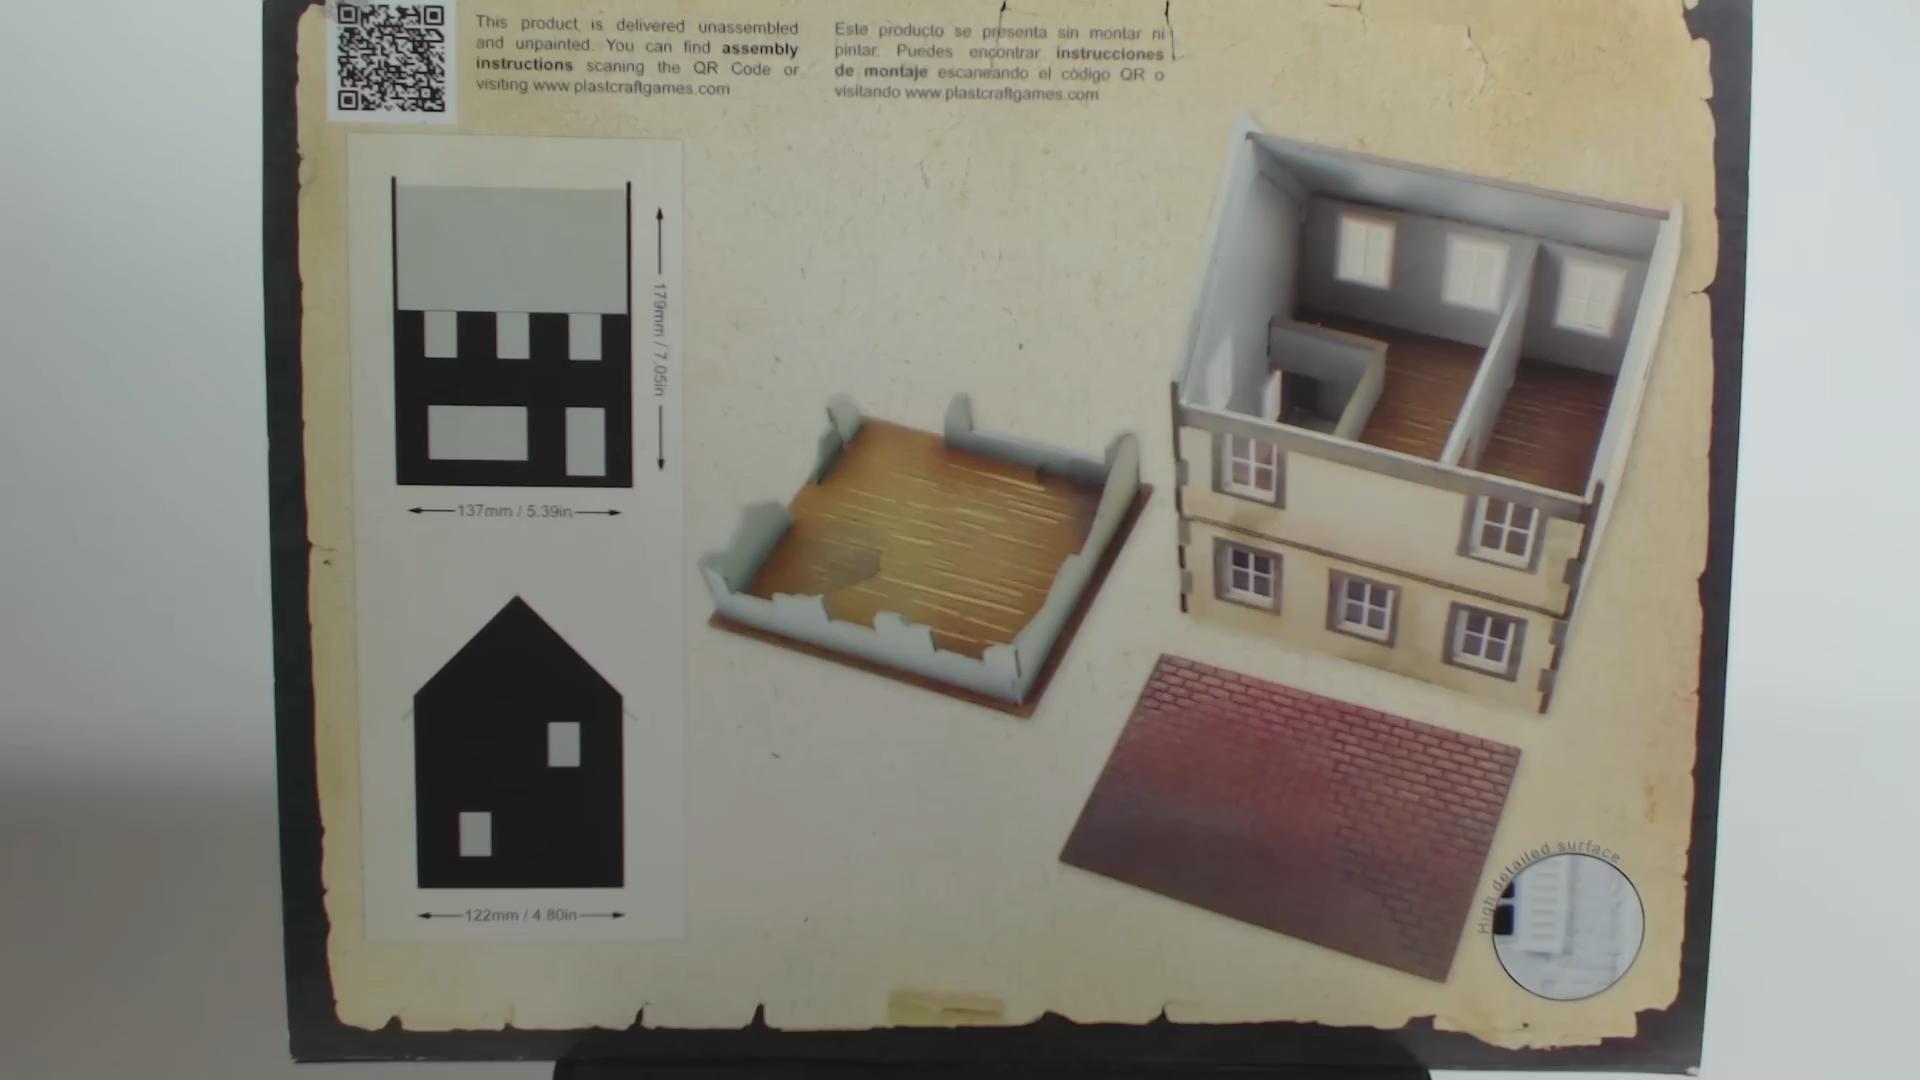 This product is delivered unassembled
and unpainted. You can find assembly
instructions scaning the QR Code or
visiting www.plastcraftgames.com
Este producto se presenta sin montar ni
pintar. Puedes encontrar instrucciones
de montaje escaneando el código QR o
visitando www.plastcraftgames.com
179mm / 7.05in
137mm / 5.39in
122mm / 4.80in
High detailed surface